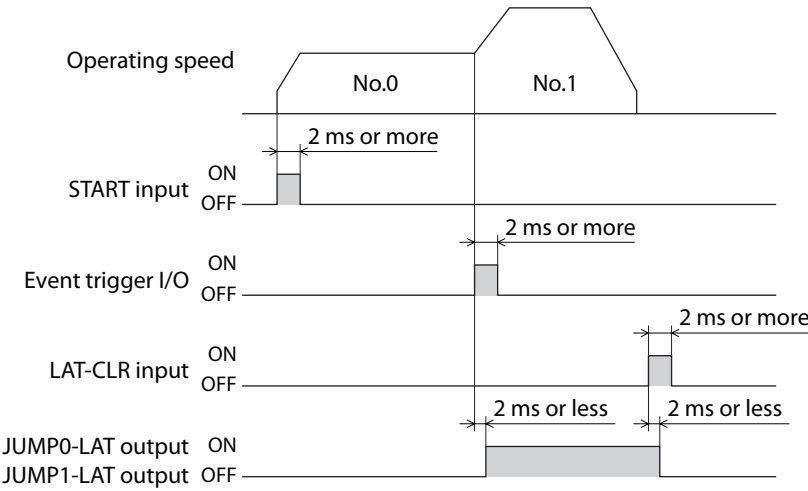 Operating speed
No.0
No.1
2 ms or more
START input
ON
OFF
2 ms or more
Event trigger I/O
ON
OFF
2 ms or more
LAT-CLR input
ON
OFF
2 ms or less
2 ms or less
JUMP0-LAT output ON
JUMP1-LAT output OFF